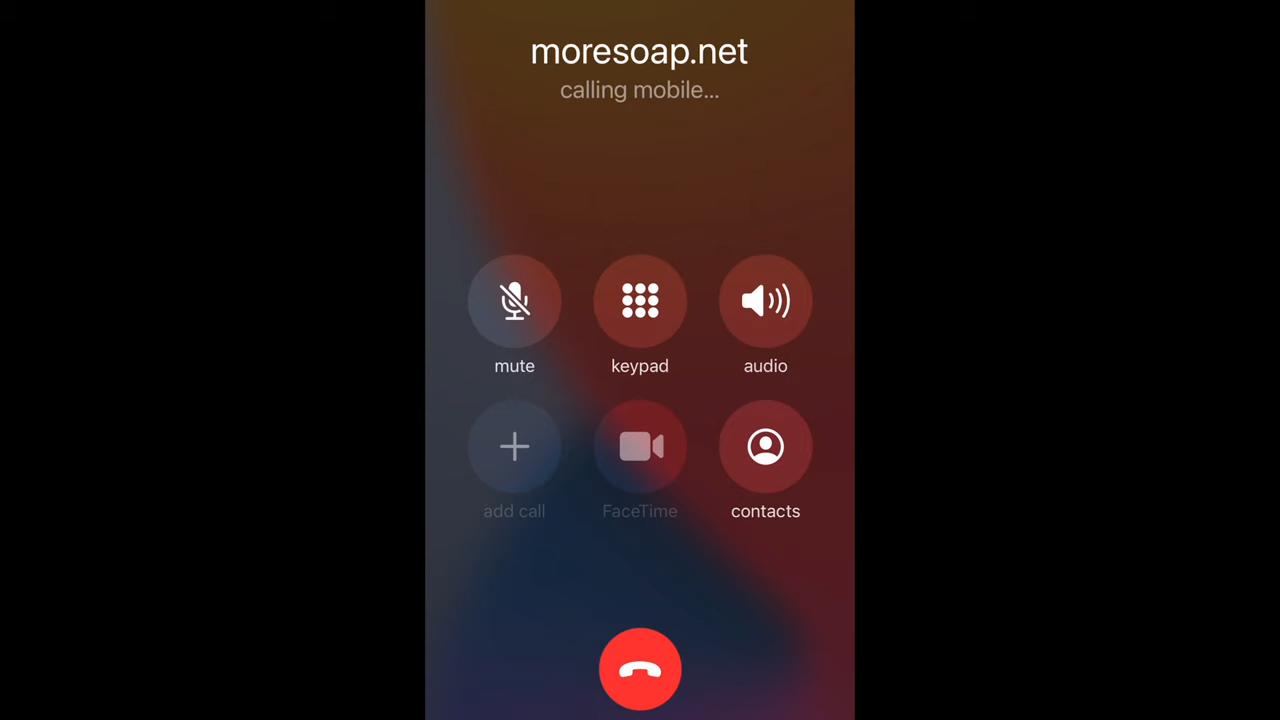 moresoap.net
calling mobile...
mute keypad audio
add call FaceTime contacts